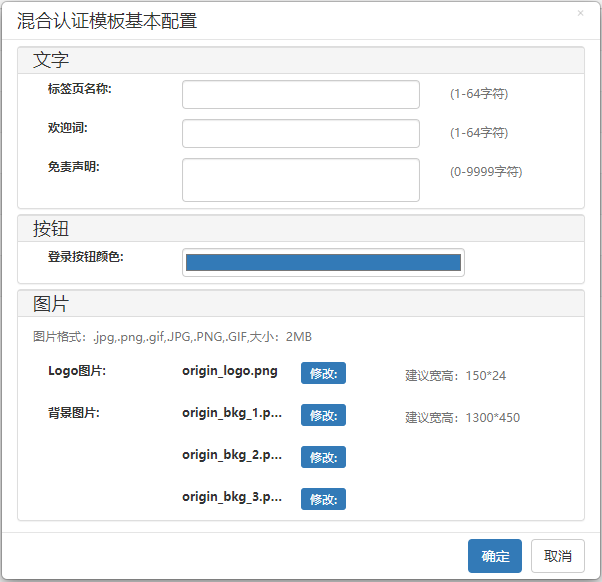 混合认证模板基本配置
×
文字
标签页名称: (1-64字符)
欢迎词: (1-64字符)
免责声明: (0-9999字符)
按钮
登录按钮颜色:
图片
图片格式：.jpg,.png,.gif,.JPG,.PNG,.GIF,大小：2MB
Logo图片: origin_logo.png 修改: 建议宽高：150*24
背景图片: origin_bkg_1.p... 修改: 建议宽高：1300*450
origin_bkg_2.p... 修改:
origin_bkg_3.p... 修改:
确定 取消